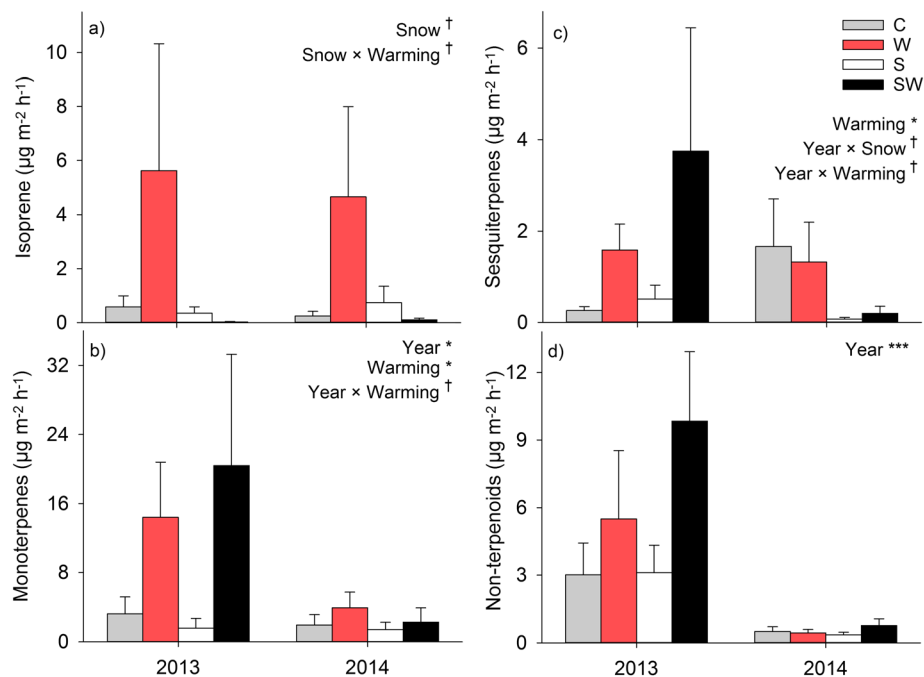 a)
Snow †
Snow × Warming †
10
8
6
4
2
0
Isoprene (µg m-2 h-1)
c)
C
W
S
SW
Warming *
Year × Snow †
Year × Warming †
6
4
2
0
Sesquiterpenes (µg m-2 h-1)
b)
Year *
Warming *
Year × Warming †
32
24
16
8
0
Monoterpenes (µg m-2 h-1)
2013
2014
d)
Year ***
12
9
6
3
0
Non-terpenoids (µg m-2 h-1)
2013
2014